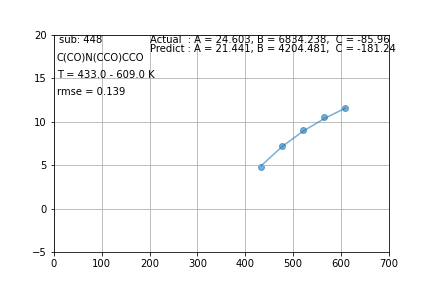 20
sub: 448
Actual : A = 24.603, B = 6834.238, C = -85.96
Predict : A = 21.441, B = 4204.481, C = -181.24
C(CO)N(CCO)CCO
15
T = 433.0 - 609.0 K
rmse = 0.139
10
5
0
−5
0 100 200 300 400 500 600 700